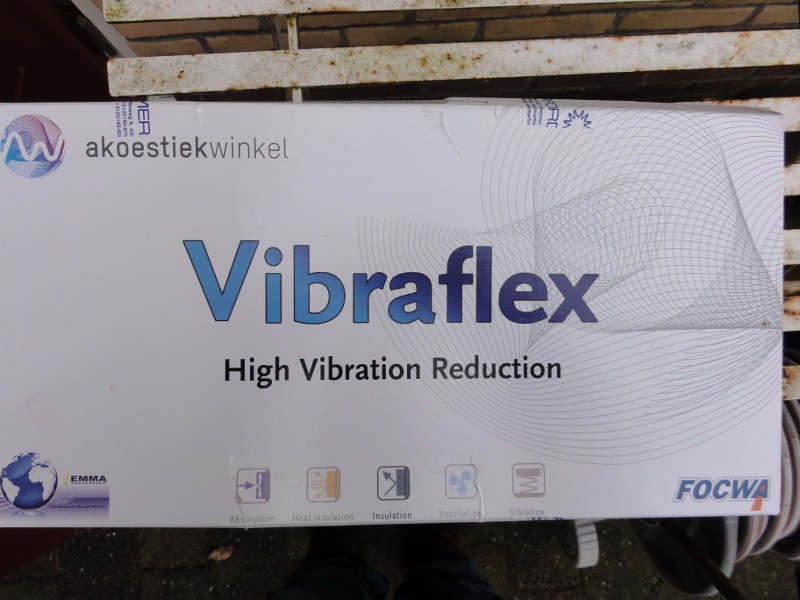 akoestiekwinkel
Vibraflex
High Vibration Reduction
EMMA
Absorption
Heat insulation
Insulation
Ventilation
Vibration
FOCWA